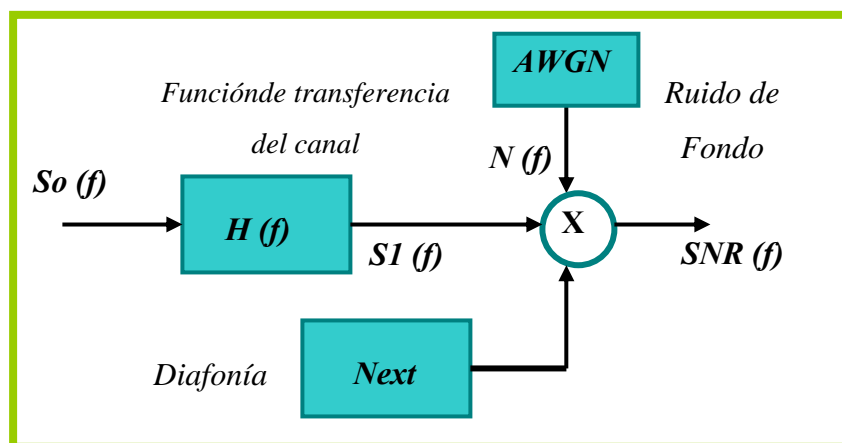 AWGN
Funciónde transferencia
del canal
Ruido de
Fondo
N (f)
So (f)
H (f)
S1 (f)
X
SNR (f)
Diafonía
Next